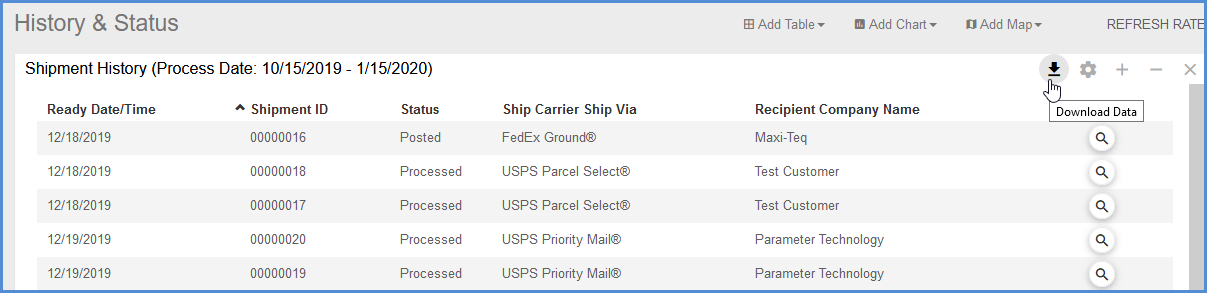 History & Status Add Table Add Chart Add Map REFRESH RATE
Shipment History (Process Date: 10/15/2019 - 1/15/2020)
Download Data
Ready Date/Time Shipment ID Status Ship Carrier Ship Via Recipient Company Name
12/18/2019 00000016 Posted FedEx Ground® Maxi-Teq
12/18/2019 00000018 Processed USPS Parcel Select® Test Customer
12/18/2019 00000017 Processed USPS Parcel Select® Test Customer
12/19/2019 00000020 Processed USPS Priority Mail® Parameter Technology
12/19/2019 00000019 Processed USPS Priority Mail® Parameter Technology